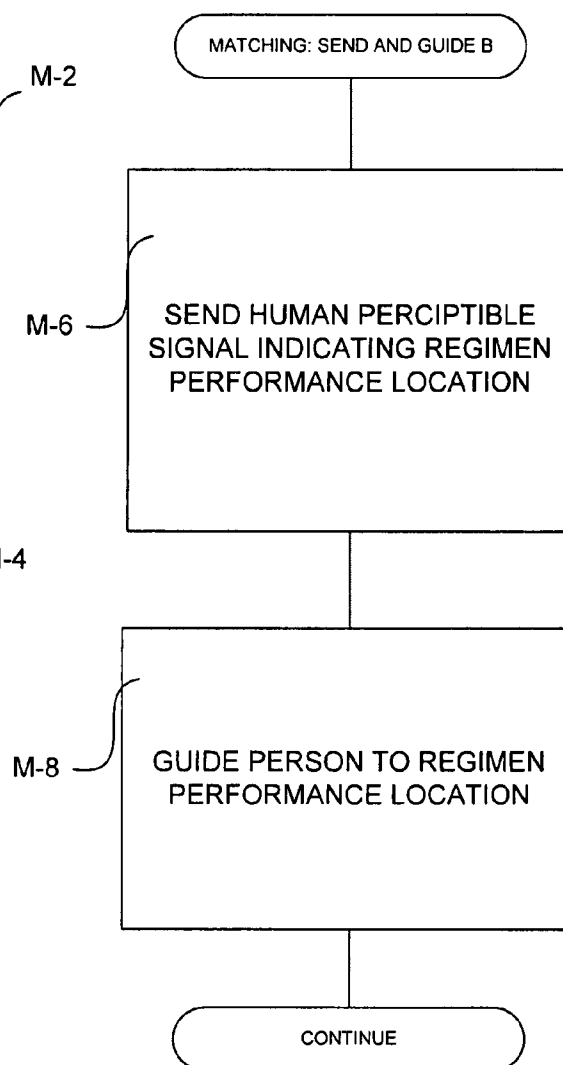 MATCHING: SEND AND GUIDE B
M-2
M-6
SEND HUMAN PERCIPTIBLE
SIGNAL INDICATING REGIMEN
PERFORMANCE LOCATION
-4
M-8
GUIDE PERSON TO REGIMEN
PERFORMANCE LOCATION
CONTINUE